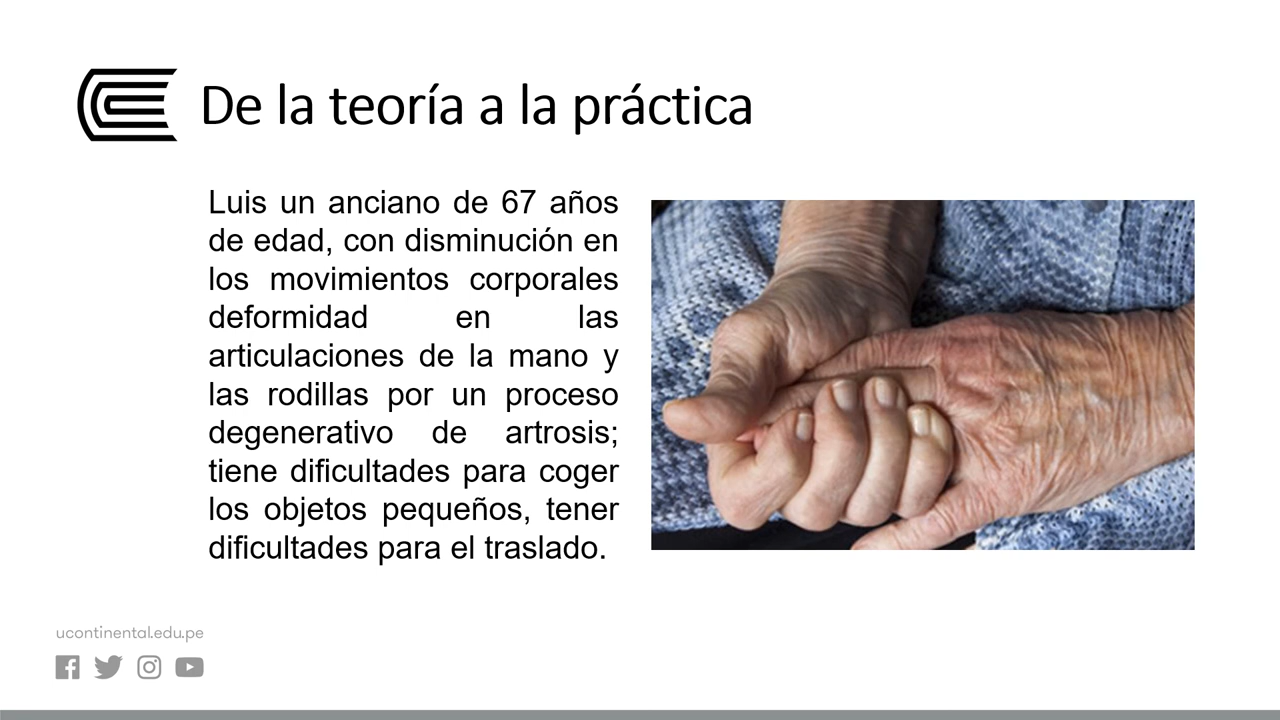 De la teoría a la práctica
Luis un anciano de 67 años
de edad, con disminución en
los movimientos corporales
deformidad en las
articulaciones de la mano y
las rodillas por un proceso
degenerativo de artrosis;
tiene dificultades para coger
los objetos pequeños, tener
dificultades para el traslado.
ucontinental.edu.pe